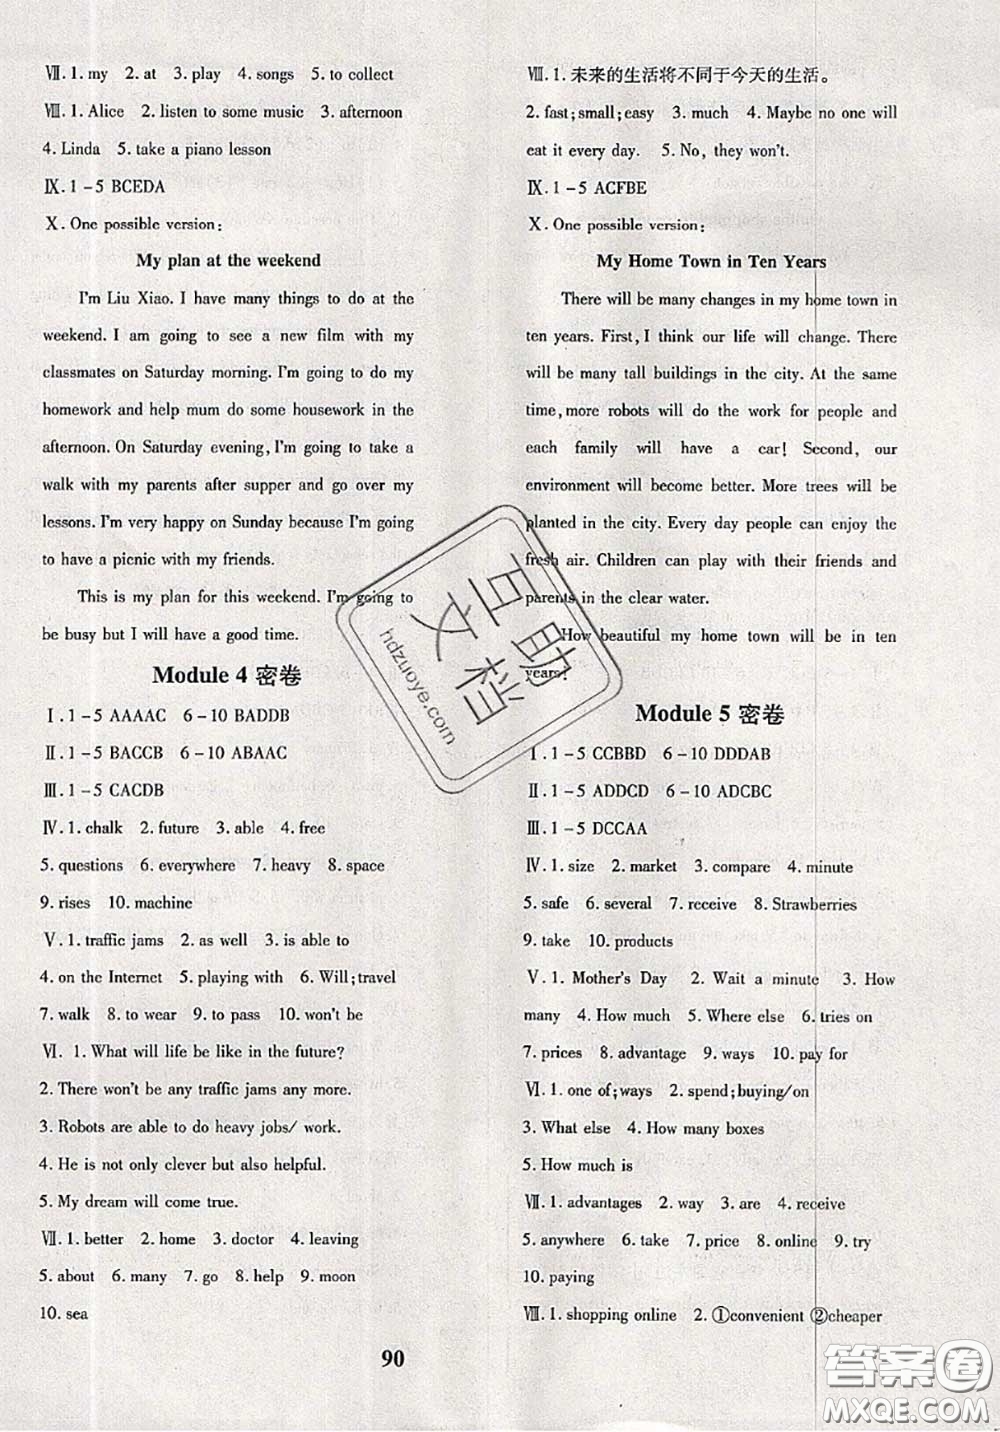 Ⅶ. 1. my 2. at 3. play 4. songs 5. to collect
Ⅷ. 1. Alice 2. listen to some music 3. afternoon
4. Linda 5. take a piano lesson
Ⅸ. 1-5 BCEDA
Ⅹ. One possible version:
My plan at the weekend
I'm Liu Xiao. I have many things to do at the
weekend. I am going to see a new film with my
classmates on Saturday morning. I'm going to do my
homework and help mum do some housework in the
afternoon. On Saturday evening, I'm going to take a
walk with my parents after supper and go over my
lessons. I'm very happy on Sunday because I'm going
to have a picnic with my friends.
This is my plan for this weekend. I'm going to
be busy but I will have a good time.
Module 4 密卷
Ⅰ. 1-5 AAAAC 6-10 BADDB
Ⅱ. 1-5 BACCB 6-10 ABAAC
Ⅲ. 1-5 CACDB
Ⅳ. 1. chalk 2. future 3. able 4. free
5. questions 6. everywhere 7. heavy 8. space
9. rises 10. machine
Ⅴ. 1. traffic jams 2. as well 3. is able to
4. on the Internet 5. playing with 6. Will; travel
7. walk 8. to wear 9. to pass 10. won't be
Ⅵ. 1. What will life be like in the future?
2. There won't be any traffic jams any more.
3. Robots are able to do heavy jobs/ work.
4. He is not only clever but also helpful.
5. My dream will come true.
Ⅶ. 1. better 2. home 3. doctor 4. leaving
5. about 6. many 7. go 8. help 9. moon
10. sea
Ⅷ. 1. 未来的生活将不同于今天的生活。
2. fast; small; easy 3. much 4. Maybe no one will
eat it every day. 5. No, they won't.
Ⅸ. 1-5 ACFBE
Ⅹ. One possible version:
My Home Town in Ten Years
There will be many changes in my home town in
ten years. First, I think our life will change. There
will be many tall buildings in the city. At the same
time, more robots will do the work for people and
each family will have a car! Second, our
environment will become better. More trees will be
planted in the city. Every day people can enjoy the
fresh air. Children can play with their friends and
parents in the clear water.
How beautiful my home town will be in ten
years!
Module 5 密卷
Ⅰ. 1-5 CCBBD 6-10 DDDAB
Ⅱ. 1-5 ADDCD 6-10 ADCBC
Ⅲ. 1-5 DCCAA
Ⅳ. 1. size 2. market 3. compare 4. minute
5. safe 6. several 7. receive 8. Strawberries
9. take 10. products
Ⅴ. 1. Mother's Day 2. Wait a minute 3. How
many 4. How much 5. Where else 6. tries on
7. prices 8. advantage 9. ways 10. pay for
Ⅵ. 1. one of; ways 2. spend; buying/on
3. What else 4. How many boxes
5. How much is
Ⅶ. 1. advantages 2. way 3. are 4. receive
5. anywhere 6. take 7. price 8. online 9. try
10. paying
Ⅷ. 1. shopping online 2. ①convenient ②cheaper
90
互助文档
hdzuoye.com
答案圈
MXQE.COM